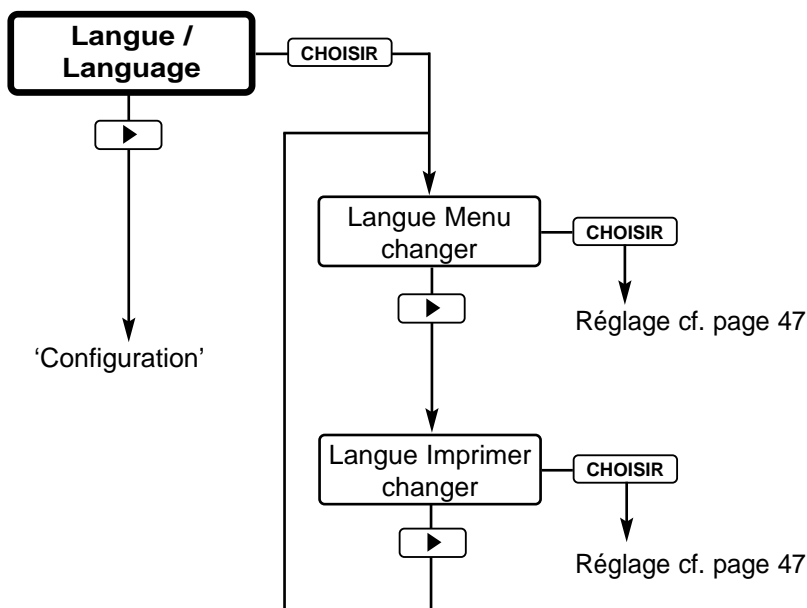 Langue /
Language
CHOISIR
Langue Menu
changer
CHOISIR
Réglage cf. page 47
‘Configuration’
Langue Imprimer
changer
CHOISIR
Réglage cf. page 47